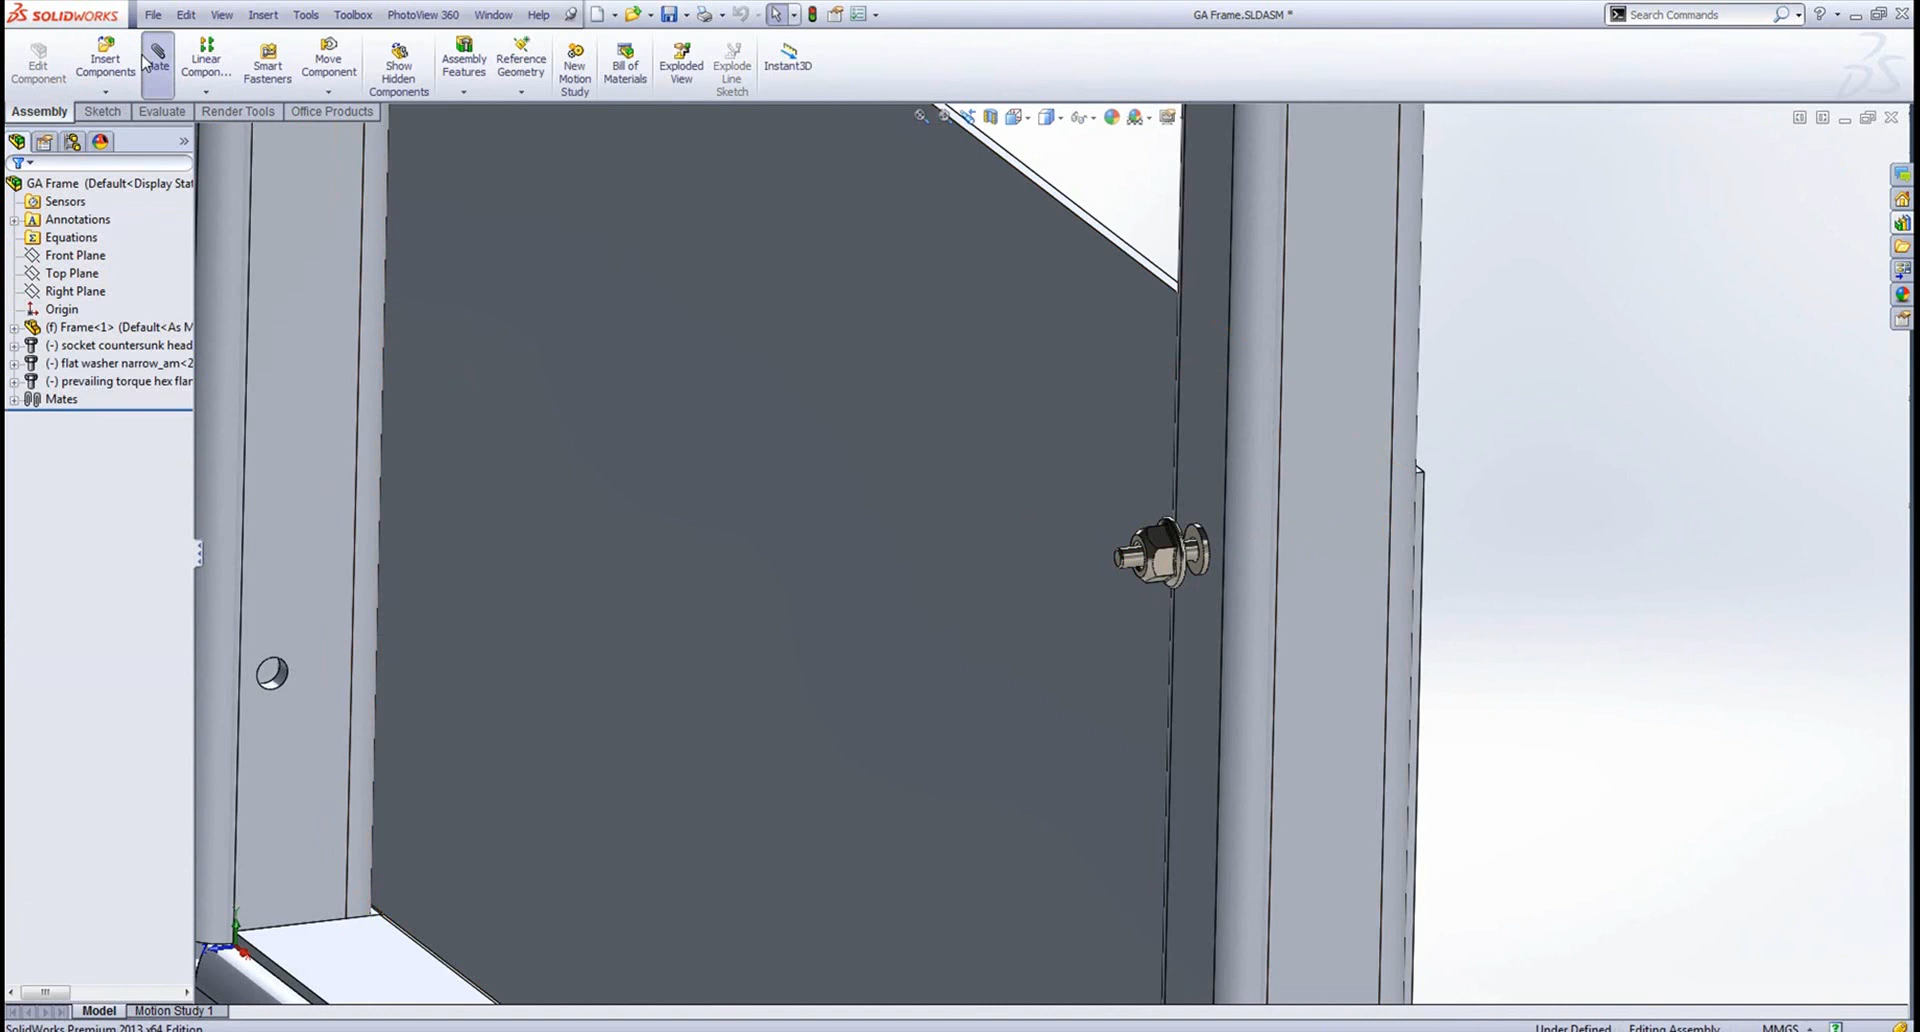 SOLIDWORKS File Edit View Insert Tools Toolbox PhotoView 360 Window Help GA Frame.SLDASM * Search Commands
Edit Component
Insert Components
Linear Compon...
Smart Fasteners
Move Component
Show Hidden Components
Assembly Features
Reference Geometry
New Motion Study
Bill of Materials
Exploded View
Explode Line Sketch
Instant3D
Assembly Sketch Evaluate Render Tools Office Products
GA Frame (Default<Display Stat
Sensors
Annotations
Equations
Front Plane
Top Plane
Right Plane
Origin
(f) Frame<1> (Default<As M
(-) socket countersunk head
(-) flat washer narrow_am<2
(-) prevailing torque hex flan
Mates
Model Motion Study 1
SolidWorks Premium 2013 x64 Edition Under Defined Editing Assembly MMGS